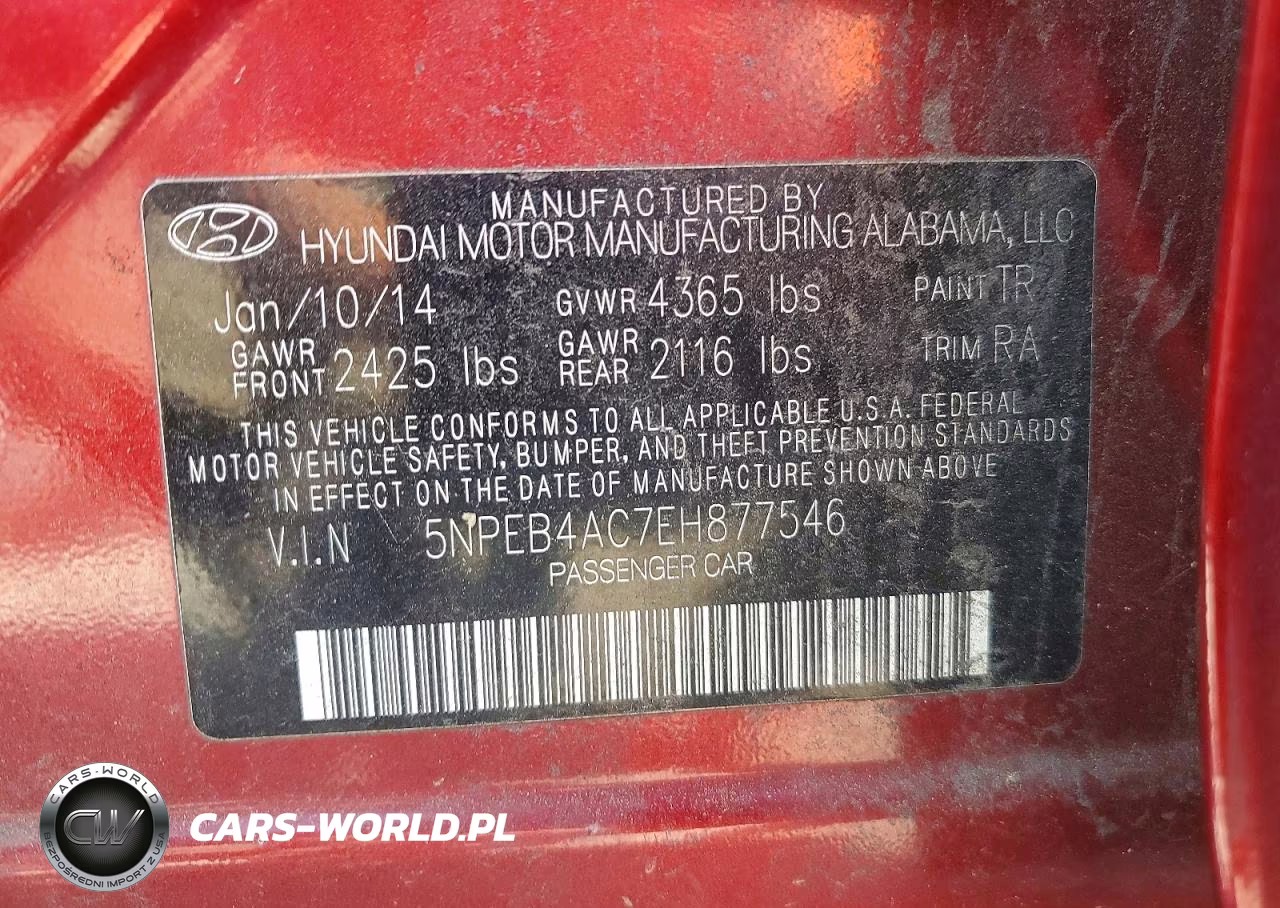 MANUFACTURED BY
HYUNDAI MOTOR MANUFACTURING ALABAMA, LLC
Jan/10/14 GVWR 4365 lbs PAINT TR
GAWR FRONT 2425 lbs GAWR REAR 2116 lbs TRIM RA
THIS VEHICLE CONFORMS TO ALL APPLICABLE U.S.A. FEDERAL
MOTOR VEHICLE SAFETY, BUMPER, AND THEFT PREVENTION STANDARDS
IN EFFECT ON THE DATE OF MANUFACTURE SHOWN ABOVE
V.I.N 5NPEB4AC7EH877546
PASSENGER CAR
CARS-WORLD
CW
BEZPOŚREDNI IMPORT Z USA
CARS-WORLD.PL